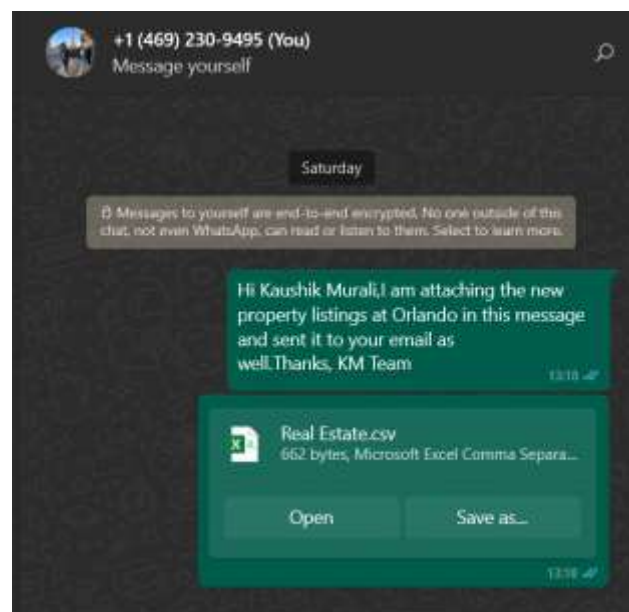 +1 (469) 230-9495 (You)
Message yourself
Saturday
Messages to yourself are end-to-end encrypted. No one outside of this
chat, not even WhatsApp, can read or listen to them. Select to learn more.
Hi Kaushik Murali,I am attaching the new
property listings at Orlando in this message
and sent it to your email as
well.Thanks, KM Team
13:18
Real Estate.csv
662 bytes, Microsoft Excel Comma Separa...
Open Save as...
13:18